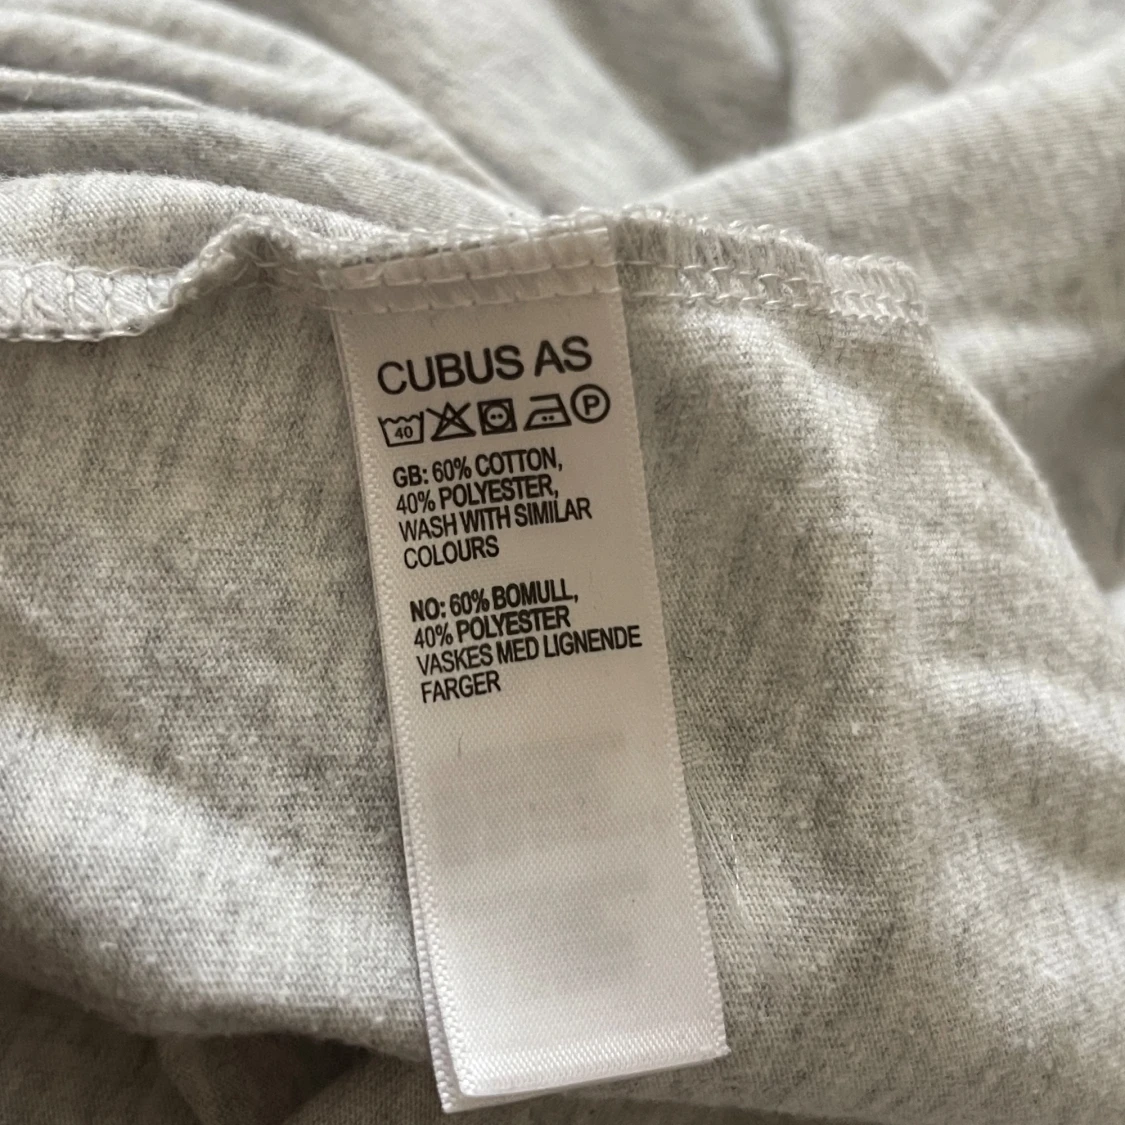 CUBUS AS
40 P
GB: 60% COTTON,
40% POLYESTER,
WASH WITH SIMILAR
COLOURS
NO: 60% BOMULL,
40% POLYESTER
VASKES MED LIGNENDE
FARGER